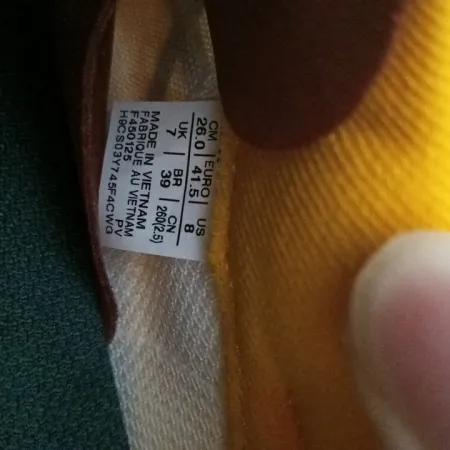 CM EURO US
26.0 41.5 8
UK BR CN
7 39 260(2.5)
MADE IN VIETNAM
FABRIQUE AU VIETNAM
F450125
H9CS03Y745F4CWG PV